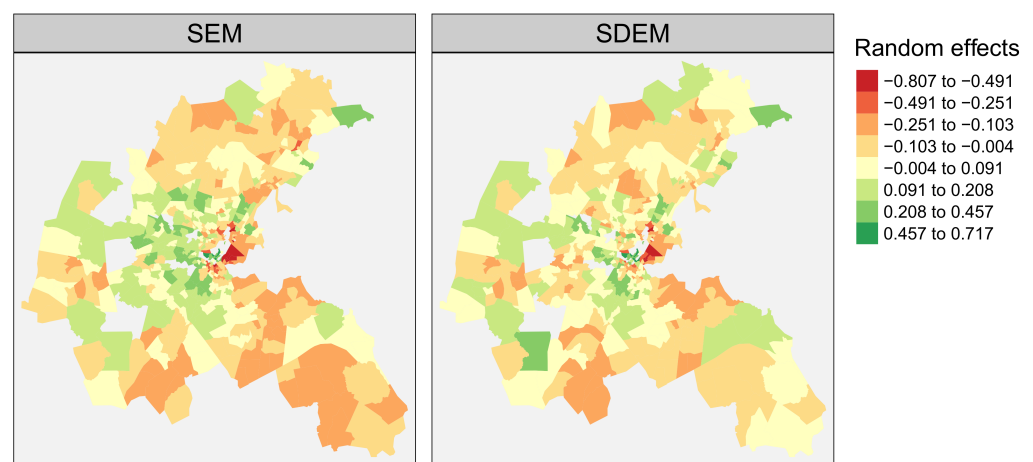 SEM
SDEM
Random effects
−0.807 to −0.491
−0.491 to −0.251
−0.251 to −0.103
−0.103 to −0.004
−0.004 to 0.091
0.091 to 0.208
0.208 to 0.457
0.457 to 0.717